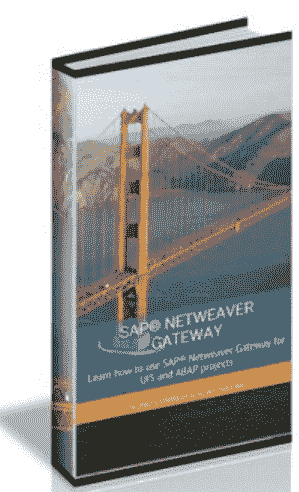 SAP® NETWEAVER
GATEWAY
Learn how to use SAP® Netweaver Gateway for
UI5 and ABAP projects